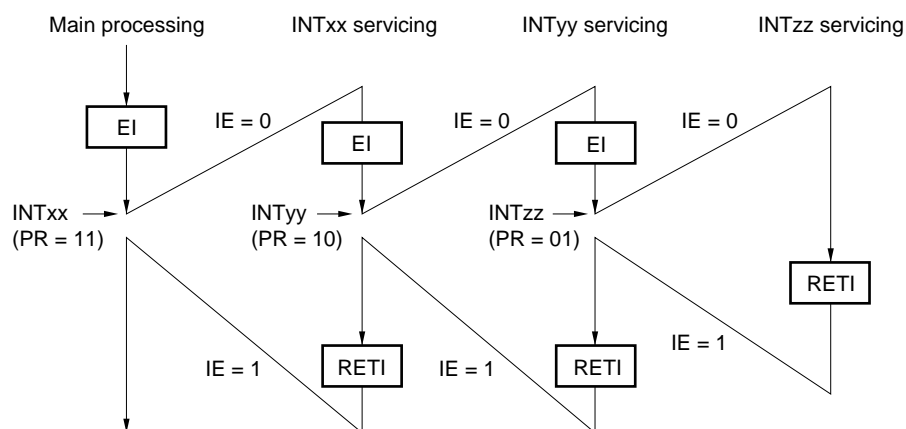 Main processing
INTxx servicing
INTyy servicing
INTzz servicing
EI
IE = 0
EI
IE = 0
EI
IE = 0
INTxx
(PR = 11)
INTyy
(PR = 10)
INTzz
(PR = 01)
RETI
IE = 1
RETI
IE = 1
RETI
IE = 1